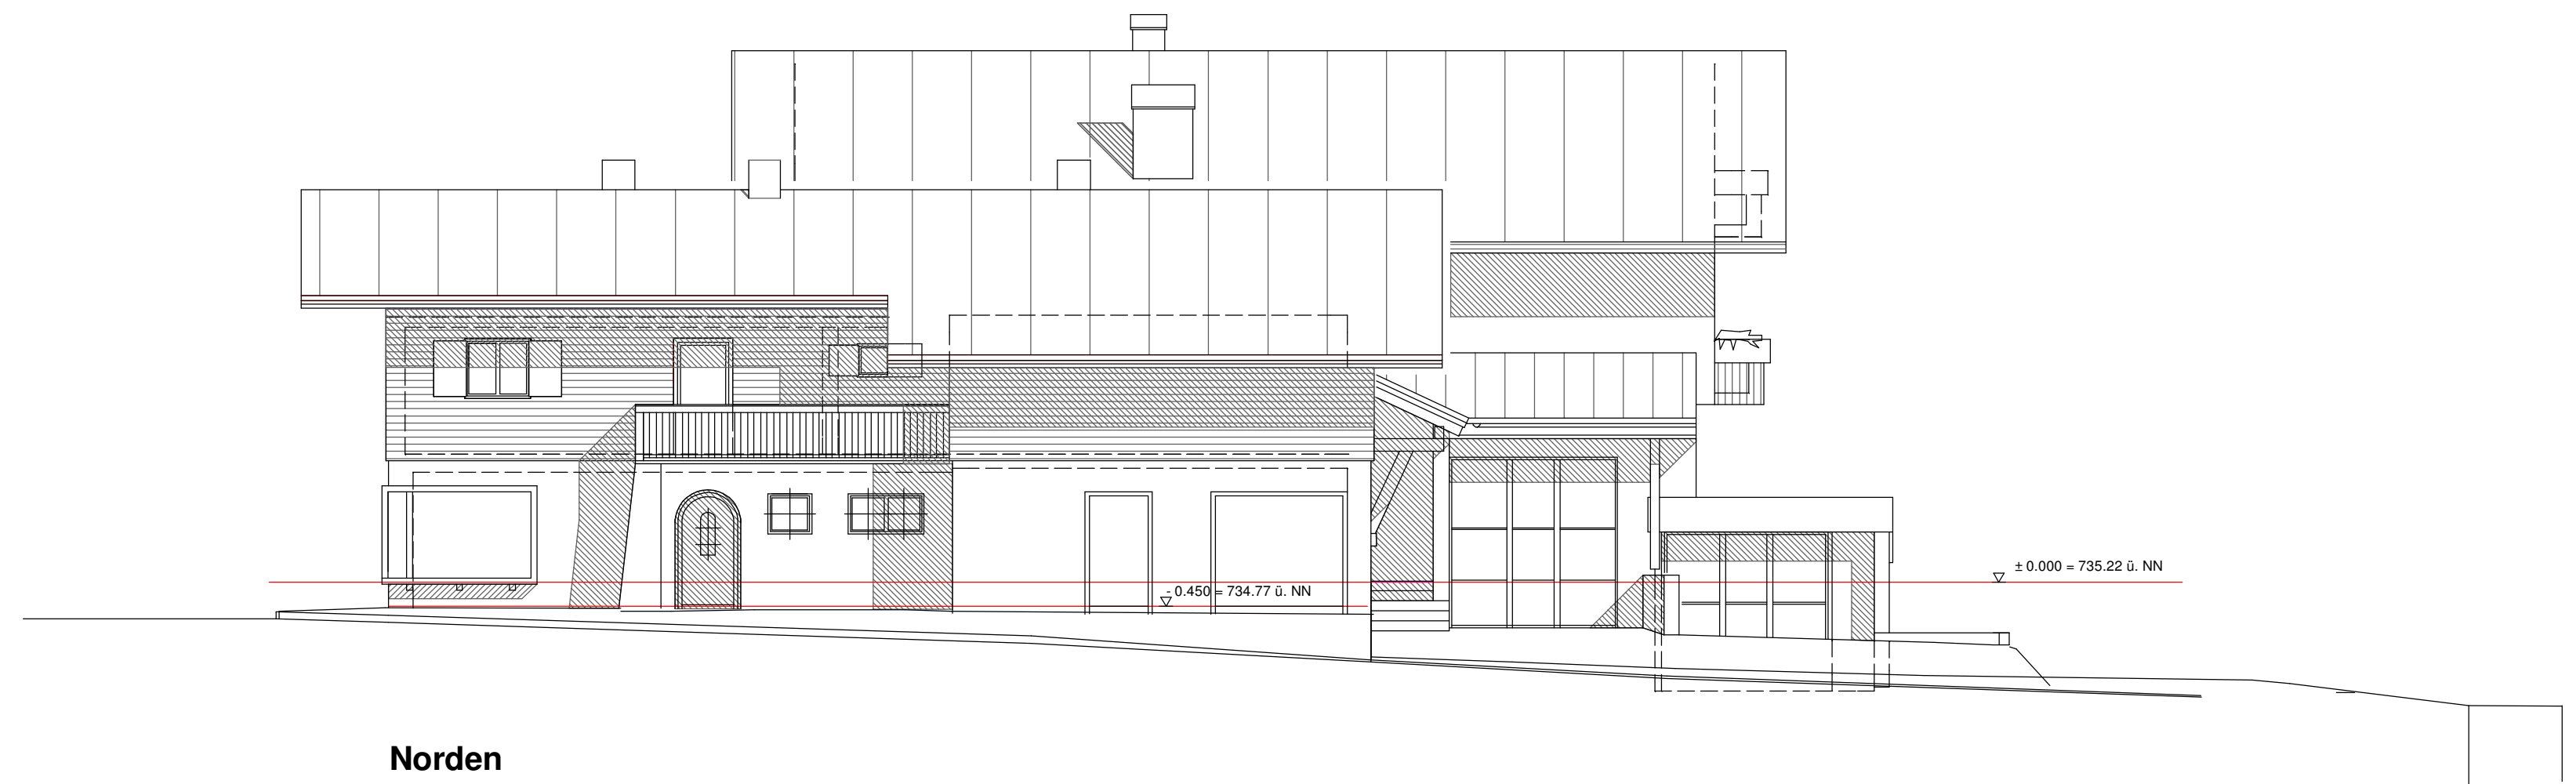 ± 0.000 = 735.22 ü. NN
- 0.450 = 734.77 ü. NN
Norden